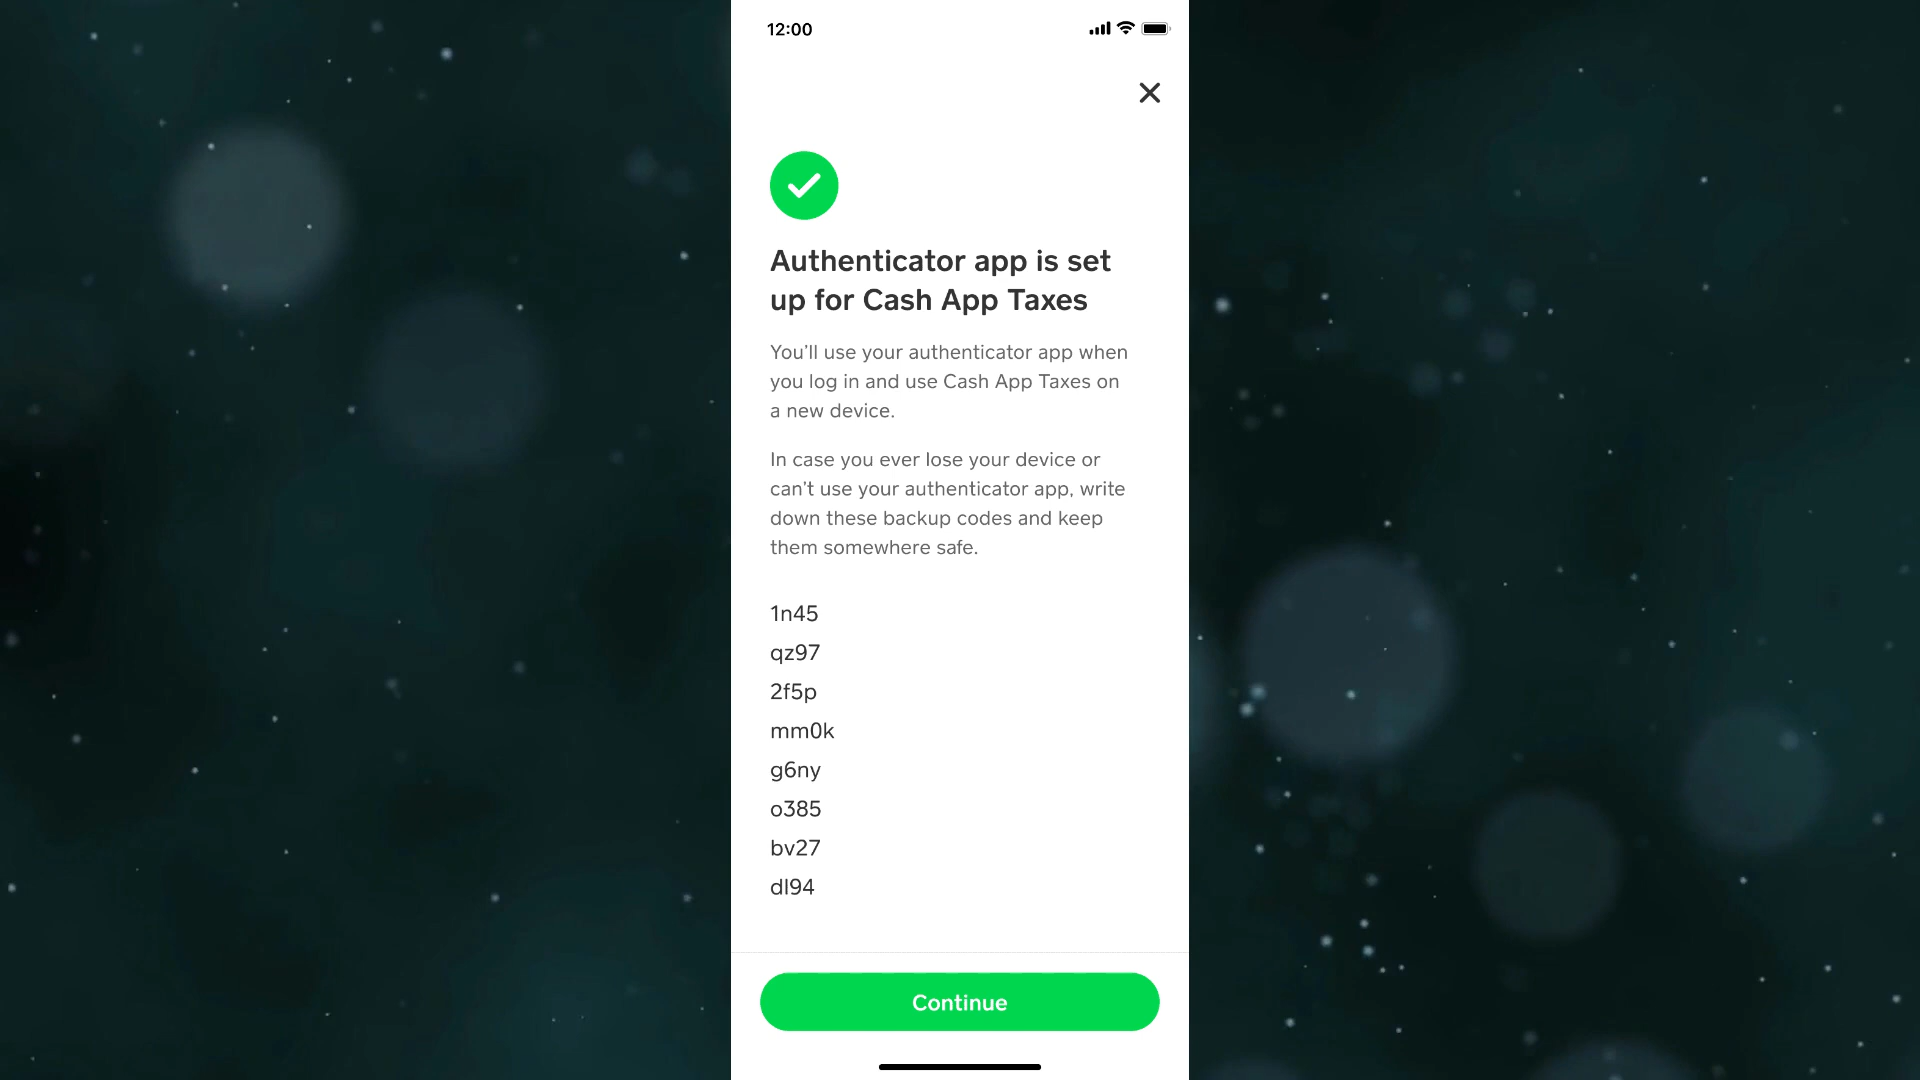 12:00
Authenticator app is set
up for Cash App Taxes
You'll use your authenticator app when
you log in and use Cash App Taxes on
a new device.
In case you ever lose your device or
can't use your authenticator app, write
down these backup codes and keep
them somewhere safe.
1n45
qz97
2f5p
mm0k
g6ny
o385
bv27
dl94
Continue